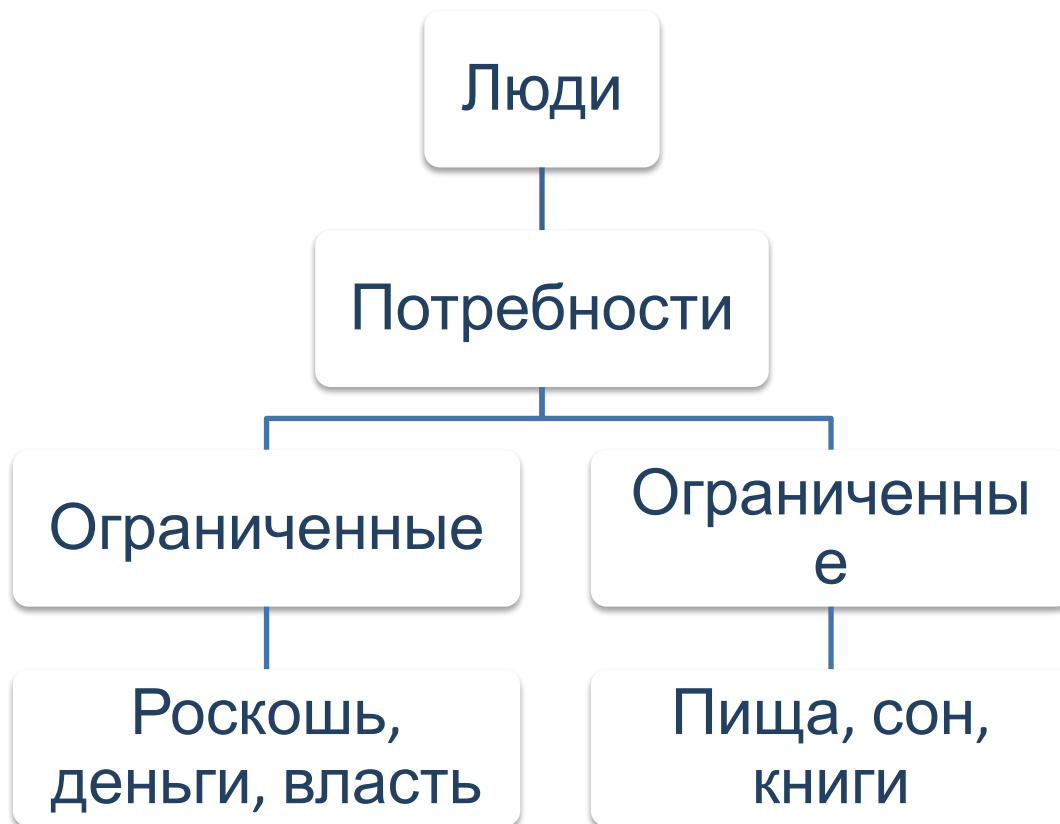 Люди
Потребности
Ограниченные
Ограниченны
е
Роскошь,
деньги, власть
Пища, сон,
книги